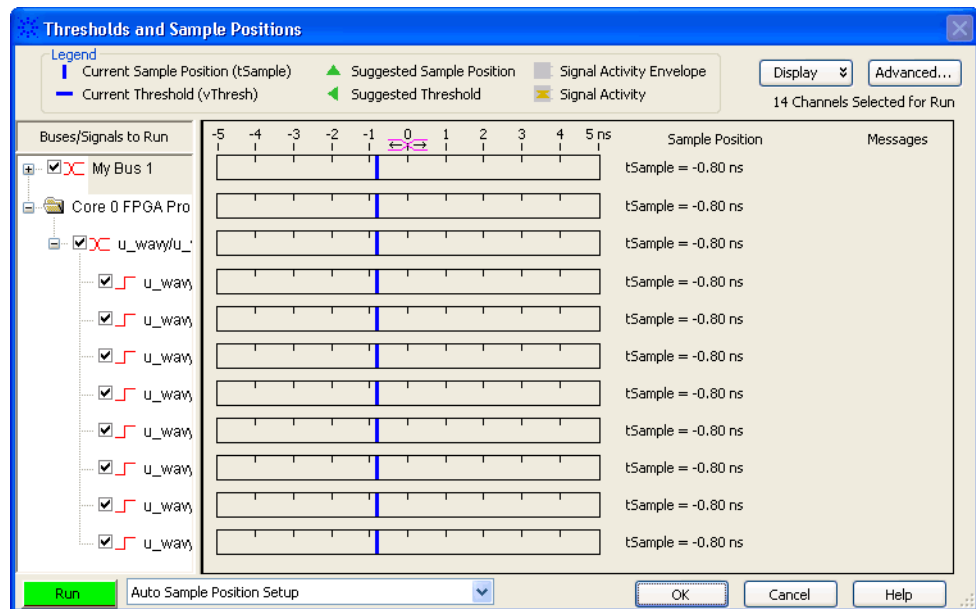 Thresholds and Sample Positions
Legend
Current Sample Position (tSample)
Suggested Sample Position
Signal Activity Envelope
Current Threshold (vThresh)
Suggested Threshold
Signal Activity
Display
Advanced...
14 Channels Selected for Run
Buses/Signals to Run
-5 -4 -3 -2 -1 0 1 2 3 4 5 ns
Sample Position
Messages
My Bus 1
tSample = -0.80 ns
Core 0 FPGA Pro
tSample = -0.80 ns
u_wavy/u_
tSample = -0.80 ns
u_wavy
tSample = -0.80 ns
u_wavy
tSample = -0.80 ns
u_wavy
tSample = -0.80 ns
u_wavy
tSample = -0.80 ns
u_wavy
tSample = -0.80 ns
u_wavy
tSample = -0.80 ns
u_wavy
tSample = -0.80 ns
u_wavy
tSample = -0.80 ns
Run
Auto Sample Position Setup
OK
Cancel
Help